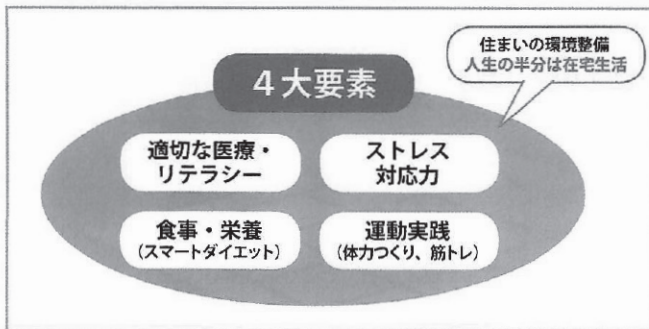 住まいの環境整備
人生の半分は在宅生活
4大要素
適切な医療・
リテラシー
ストレス
対応力
食事・栄養
(スマートダイエット)
運動実践
(体力つくり、筋トレ)